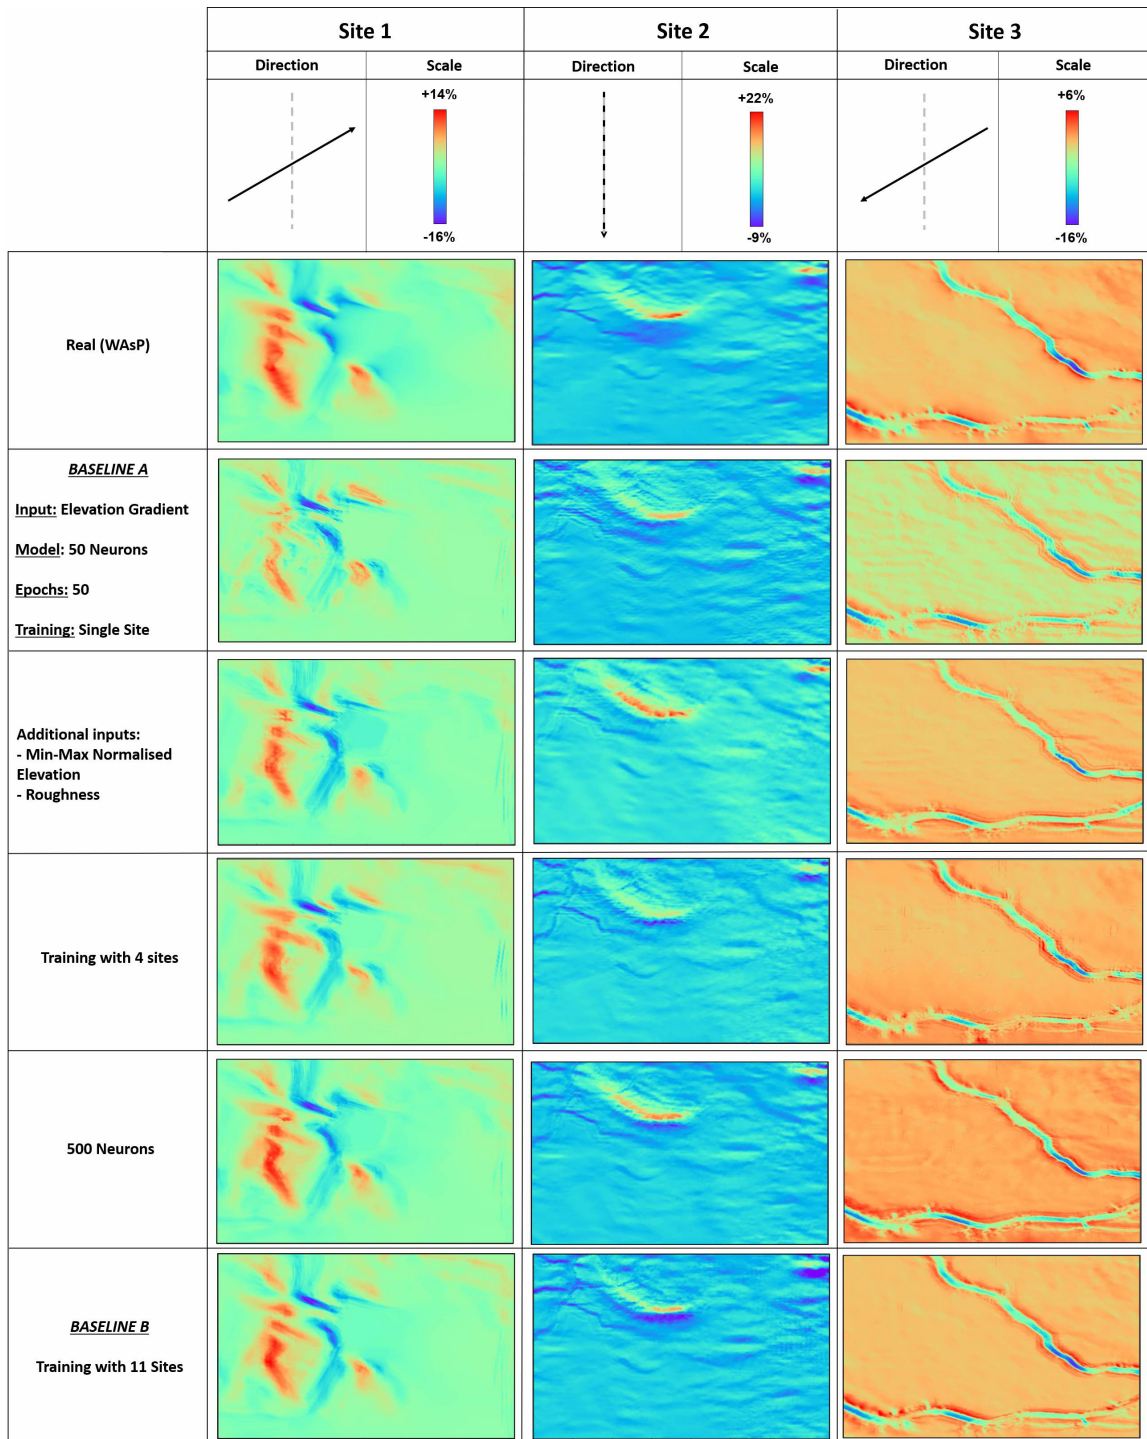 Site 1
Site 2
Site 3
Direction
Scale
Direction
Scale
Direction
Scale
+14%
-16%
+22%
-9%
+6%
-16%
Real (WAsP)
BASELINE A
Input: Elevation Gradient
Model: 50 Neurons
Epochs: 50
Training: Single Site
Additional inputs:
- Min-Max Normalised
Elevation
- Roughness
Training with 4 sites
500 Neurons
BASELINE B
Training with 11 Sites